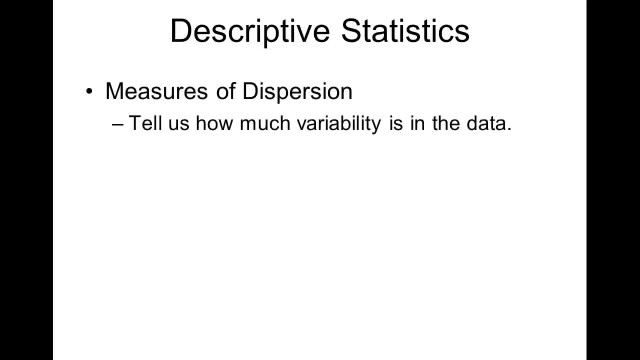 Descriptive Statistics
• Measures of Dispersion
– Tell us how much variability is in the data.